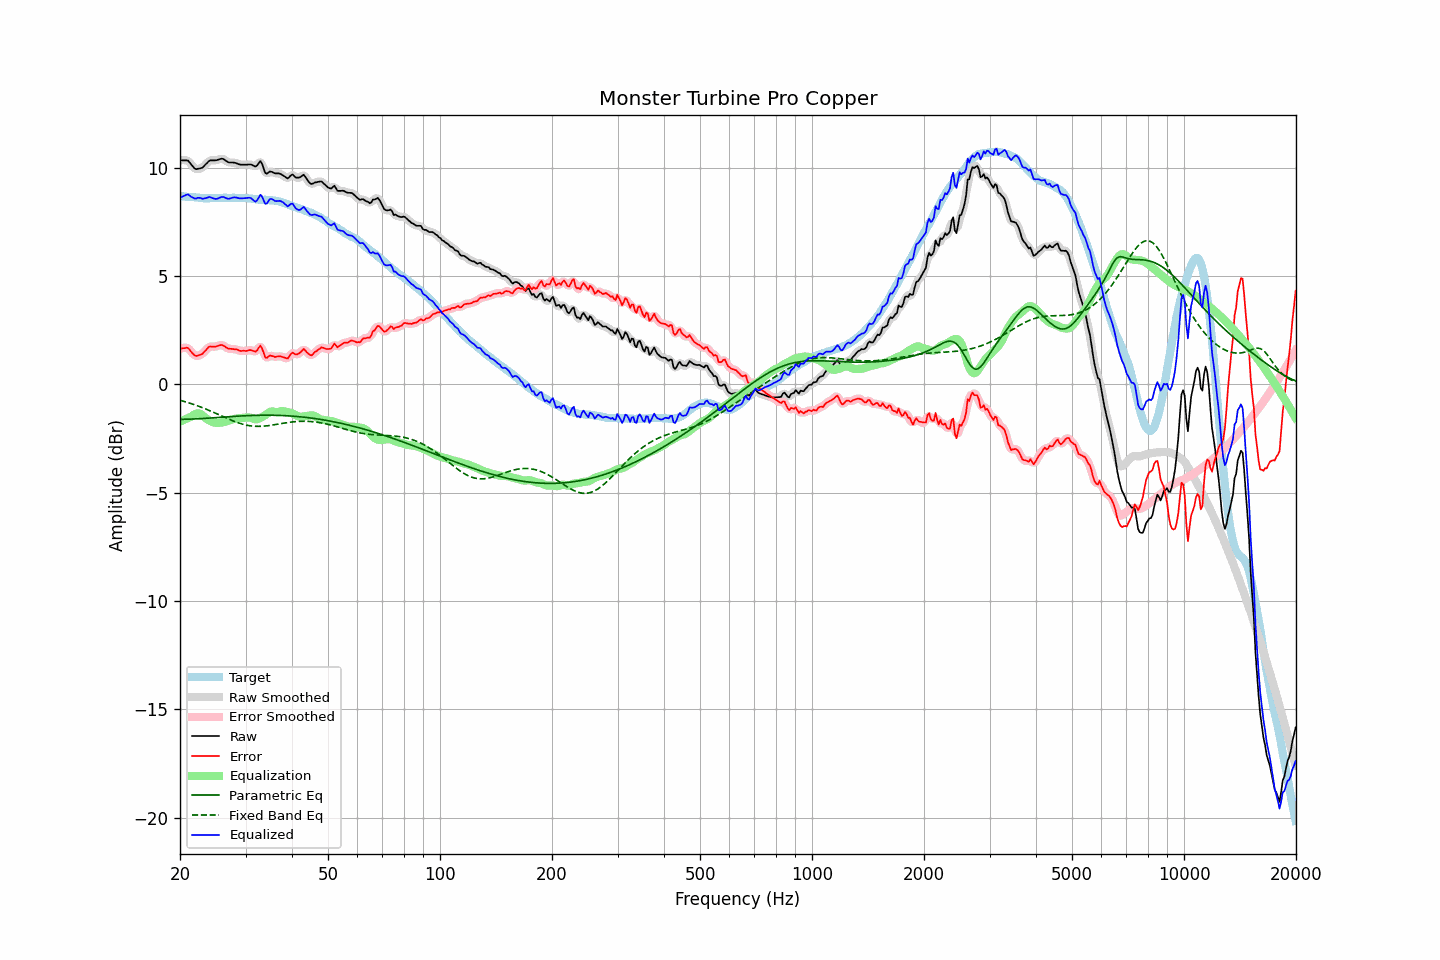 Monster Turbine Pro Copper
Amplitude (dBr)
10
5
0
−5
−10
−15
−20
Target
Raw Smoothed
Error Smoothed
Raw
Error
Equalization
Parametric Eq
Fixed Band Eq
Equalized
20 50 100 200 500 1000 2000 5000 10000 20000
Frequency (Hz)